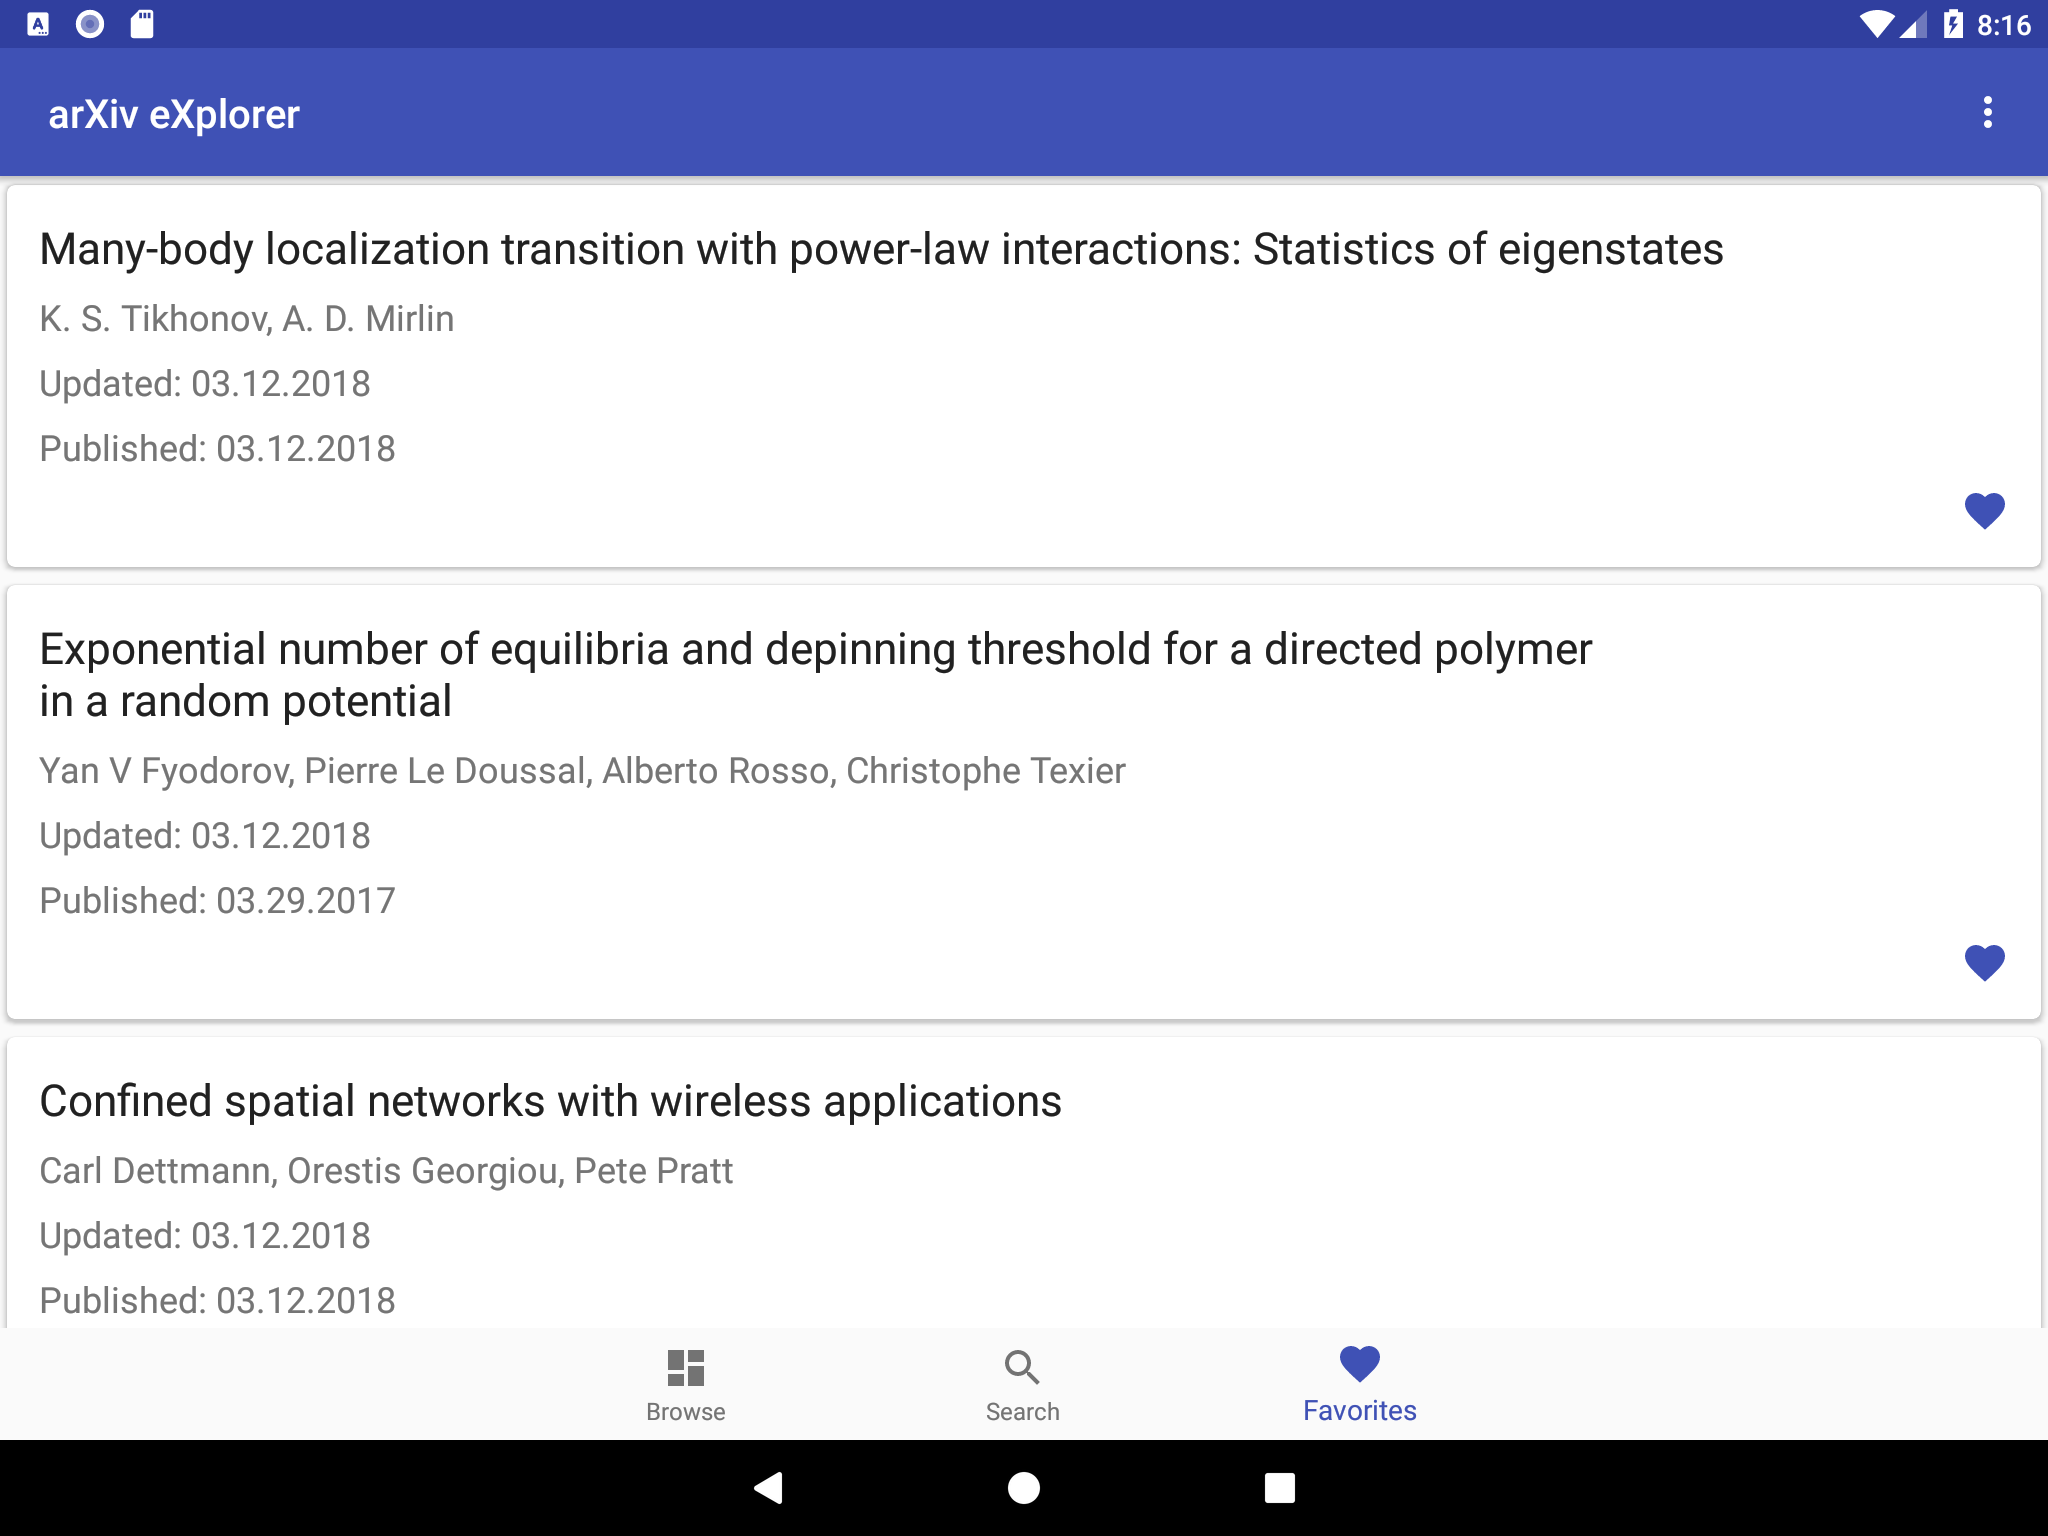 8:16
arXiv eXplorer
Many-body localization transition with power-law interactions: Statistics of eigenstates
K. S. Tikhonov, A. D. Mirlin
Updated: 03.12.2018
Published: 03.12.2018
Exponential number of equilibria and depinning threshold for a directed polymer
in a random potential
Yan V Fyodorov, Pierre Le Doussal, Alberto Rosso, Christophe Texier
Updated: 03.12.2018
Published: 03.29.2017
Confined spatial networks with wireless applications
Carl Dettmann, Orestis Georgiou, Pete Pratt
Updated: 03.12.2018
Published: 03.12.2018
Browse
Search
Favorites